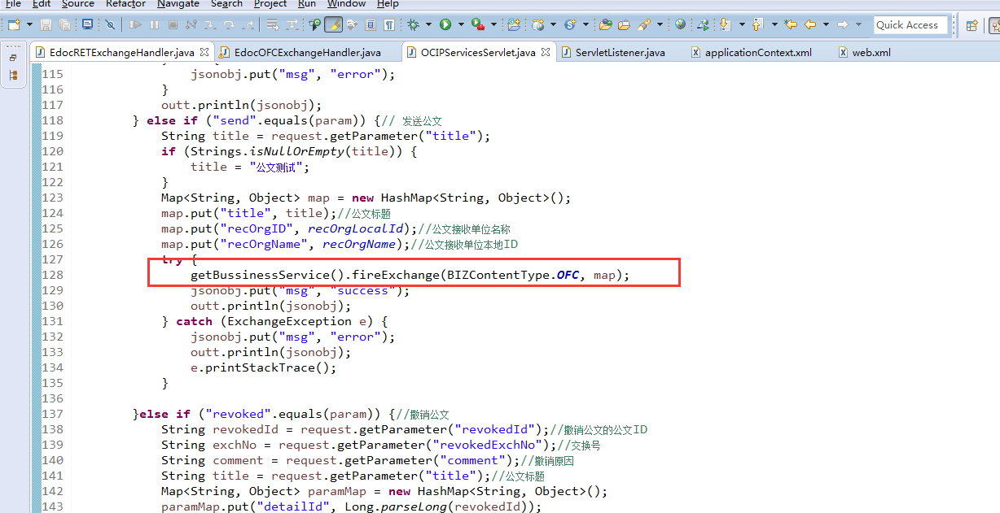 File Edit Source Refactor Navigate Search Project Run Window Help
Quick Access
EdocRETExchangeHandler.java EdocOFCExchangeHandler.java OCIPServicesServlet.java ServletListener.java applicationContext.xml web.xml
115 jsonobj.put("msg", "error");
116 }
117 outt.println(jsonobj);
118 } else if ("send".equals(param)) {// 发送公文
119 String title = request.getParameter("title");
120 if (Strings.isNullOrEmpty(title)) {
121 title = "公文测试";
122 }
123 Map<String, Object> map = new HashMap<String, Object>();
124 map.put("title", title);//公文标题
125 map.put("recOrgID", recOrgLocalId);//公文接收单位名称
126 map.put("recOrgName", recOrgName);//公文接收单位本地ID
127 try {
128 getBussinessService().fireExchange(BIZContentType.OFC, map);
129 jsonobj.put("msg", "success");
130 outt.println(jsonobj);
131 } catch (ExchangeException e) {
132 jsonobj.put("msg", "error");
133 outt.println(jsonobj);
134 e.printStackTrace();
135 }
136
137 }else if ("revoked".equals(param)) {//撤销公文
138 String revokedId = request.getParameter("revokedId");//撤销公文的公文ID
139 String exchNo = request.getParameter("revokedExchNo");//交换号
140 String comment = request.getParameter("comment");//撤销原因
141 String title = request.getParameter("title");//公文标题
142 Map<String, Object> paramMap = new HashMap<String, Object>();
143 paramMap.put("detailId", Long.parseLong(revokedId));